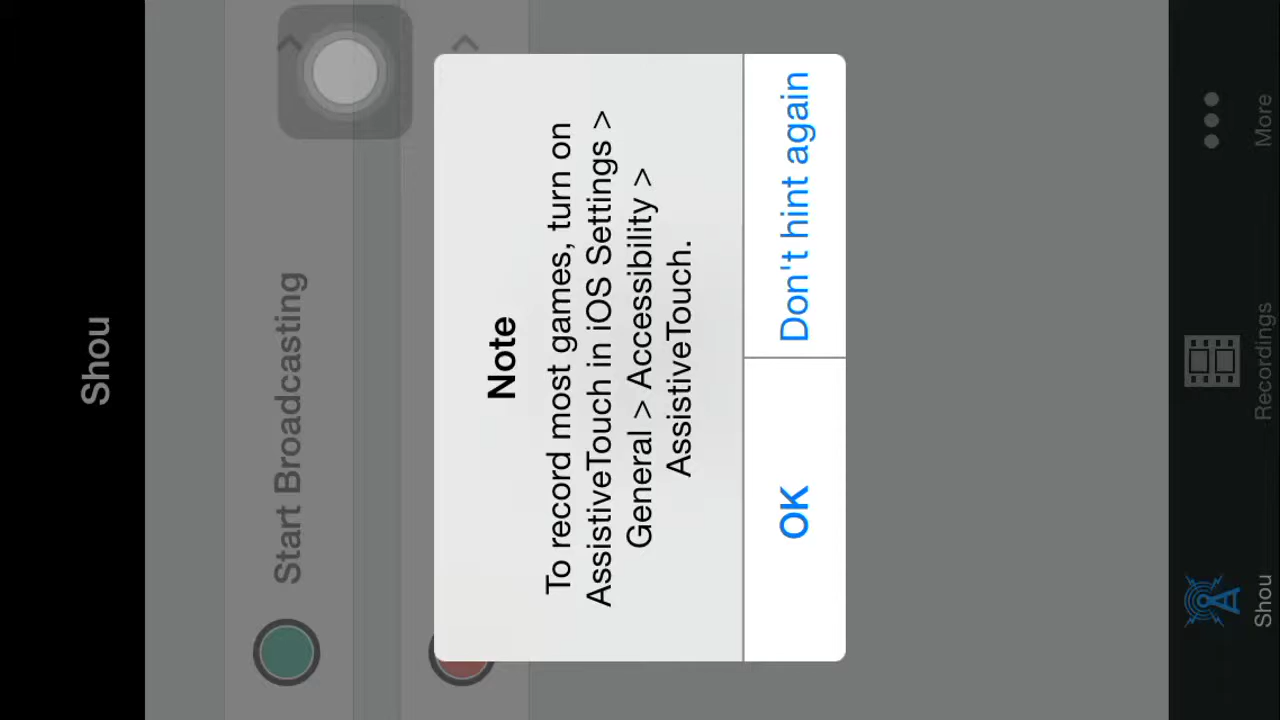 Shou
Start Broadcasting
Note
To record most games, turn on
AssistiveTouch in iOS Settings >
General > Accessibility >
AssistiveTouch.
OK
Don't hint again
Shou
Recordings
More